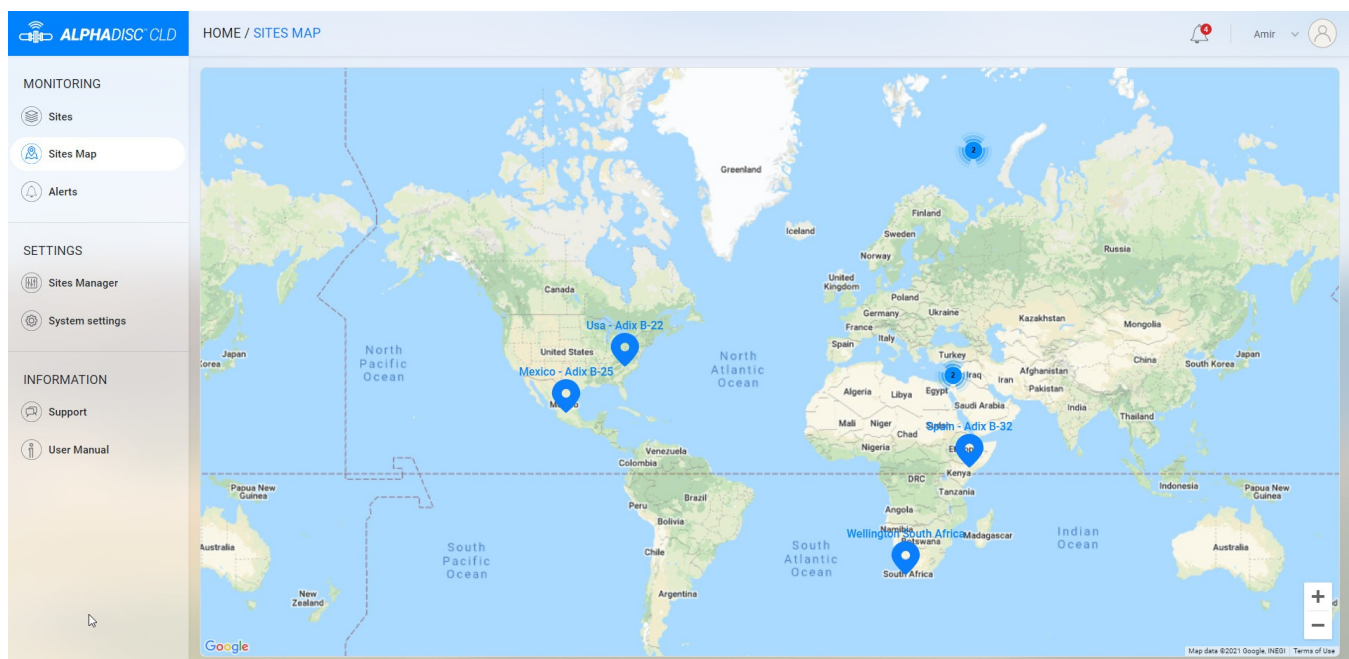 ALPHADISC CLD
HOME / SITES MAP
4
Amir
MONITORING
Sites
Sites Map
Alerts
SETTINGS
Sites Manager
System settings
INFORMATION
Support
User Manual
2
Greenland
Finland
Iceland
Sweden
Norway
Russia
United
Kingdom
Canada
Poland
Germany
Ukraine
Kazakhstan
Mongolia
Usa - Adix B-22
France
Italy
Spain
North
Pacific
Ocean
United States
North
Atlantic
Ocean
Turkey
China
Japan
South Korea
Japan
Korea
Mexico - Adix B-25
2
Iraq
Iran
Afghanistan
Pakistan
Algeria
Libya
Egypt
Saudi Arabia
India
Thailand
Mali
Niger
Chad
Spain - Adix B-32
Nigeria
Venezuela
Colombia
DRC
Kenya
Tanzania
Indonesia
Papua New
Guinea
Papua New
Guinea
Peru
Brazil
Bolivia
Angola
Namibia
Botswana
Wellington South Africa
Madagascar
Indian
Ocean
Australia
South
Pacific
Ocean
Chile
South
Atlantic
Ocean
South Africa
Australia
New
Zealand
Argentina
+
−
Google
Map data ©2021 Google, INEGI
Terms of Use